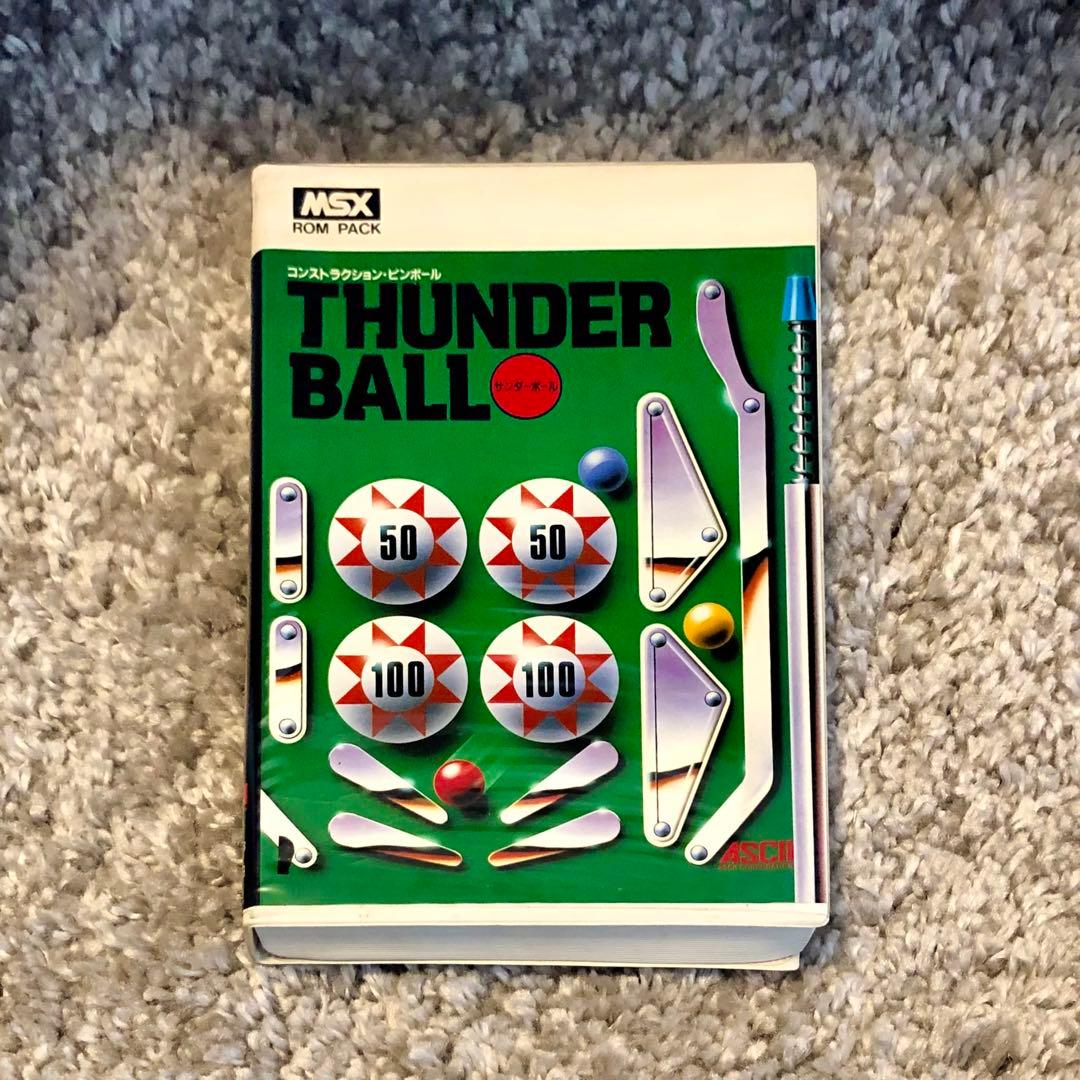 MSX
ROM PACK
コンストラクション・ピンボール
THUNDER
BALL
サンダーボール
50
50
100
100
ASCII